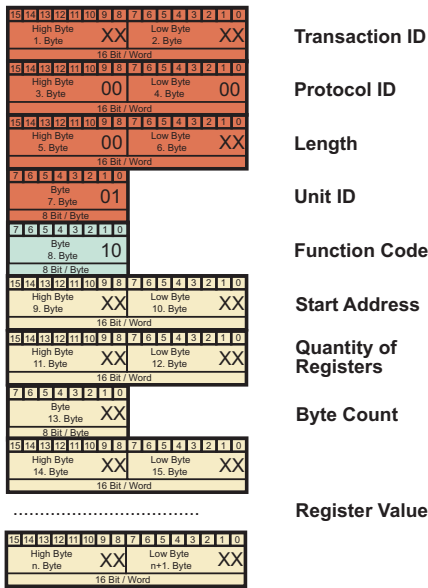 15 14 13 12 11 10 9 8 7 6 5 4 3 2 1 0
High Byte
1. Byte
XX
Low Byte
2. Byte
XX
16 Bit / Word
Transaction ID
15 14 13 12 11 10 9 8 7 6 5 4 3 2 1 0
High Byte
3. Byte
00
Low Byte
4. Byte
00
16 Bit / Word
Protocol ID
15 14 13 12 11 10 9 8 7 6 5 4 3 2 1 0
High Byte
5. Byte
00
Low Byte
6. Byte
XX
16 Bit / Word
Length
7 6 5 4 3 2 1 0
Byte
7. Byte
01
8 Bit / Byte
Unit ID
7 6 5 4 3 2 1 0
Byte
8. Byte
10
8 Bit / Byte
Function Code
15 14 13 12 11 10 9 8 7 6 5 4 3 2 1 0
High Byte
9. Byte
XX
Low Byte
10. Byte
XX
16 Bit / Word
Start Address
15 14 13 12 11 10 9 8 7 6 5 4 3 2 1 0
High Byte
11. Byte
XX
Low Byte
12. Byte
XX
16 Bit / Word
Quantity of
Registers
7 6 5 4 3 2 1 0
Byte
13. Byte
XX
8 Bit / Byte
Byte Count
15 14 13 12 11 10 9 8 7 6 5 4 3 2 1 0
High Byte
14. Byte
XX
Low Byte
15. Byte
XX
16 Bit / Word
....................................
Register Value
15 14 13 12 11 10 9 8 7 6 5 4 3 2 1 0
High Byte
n. Byte
XX
Low Byte
n+1. Byte
XX
16 Bit / Word